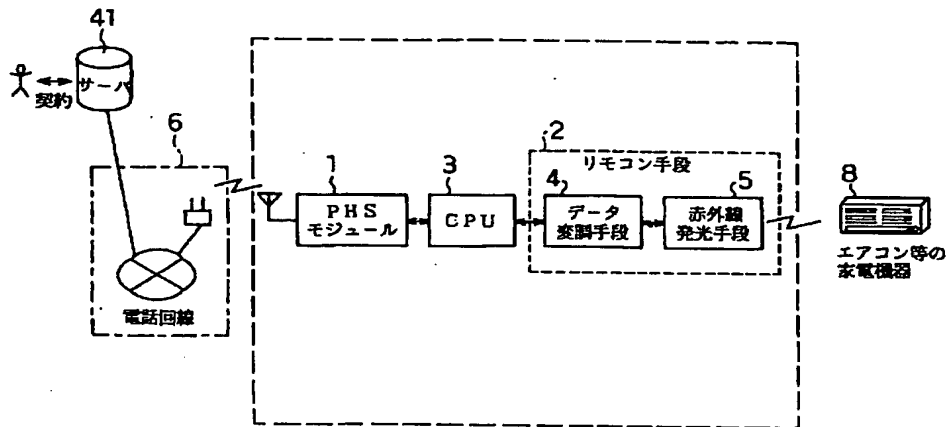 41
サーバ
契約
6
電話回線
1
PHS
モジュール
3
CPU
2
リモコン手段
4
データ
変調手段
5
赤外線
発光手段
8
エアコン等の
家電機器